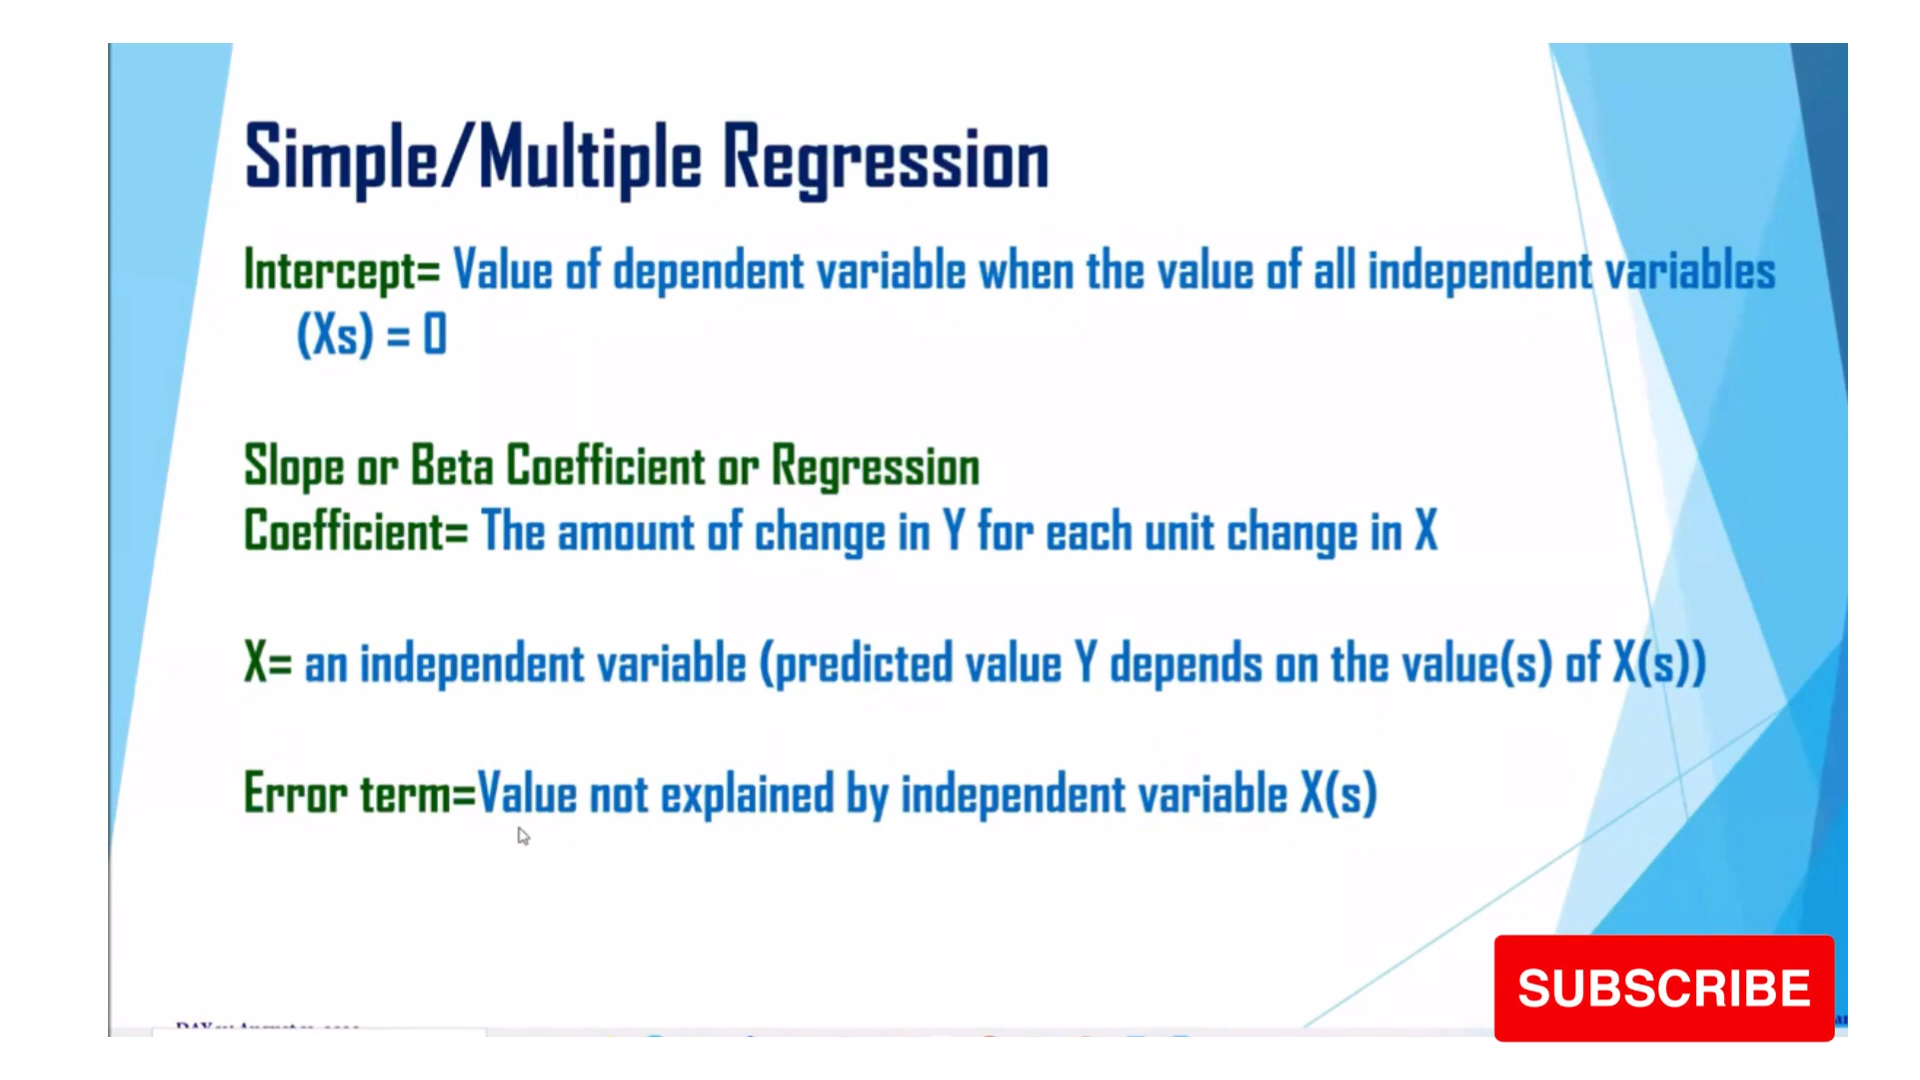 Simple/Multiple Regression
Intercept= Value of dependent variable when the value of all independent variables
(Xs) = 0
Slope or Beta Coefficient or Regression
Coefficient= The amount of change in Y for each unit change in X
X= an independent variable (predicted value Y depends on the value(s) of X(s))
Error term=Value not explained by independent variable X(s)
SUBSCRIBE